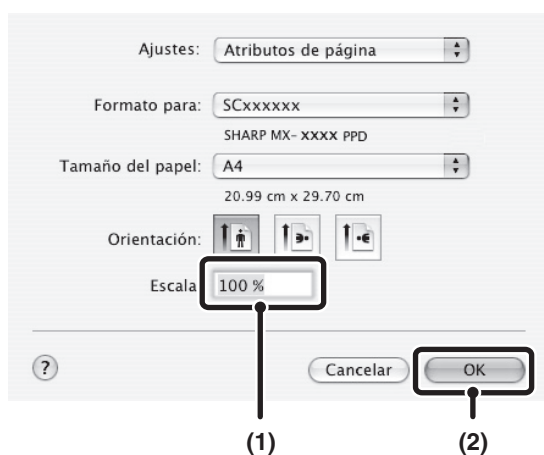 Ajustes: Atributos de página
Formato para: SCxxxxxx
SHARP MX- XXXX PPD
Tamaño del papel: A4
20.99 cm x 29.70 cm
Orientación:
Escala 100 %
? Cancelar OK
(1) (2)